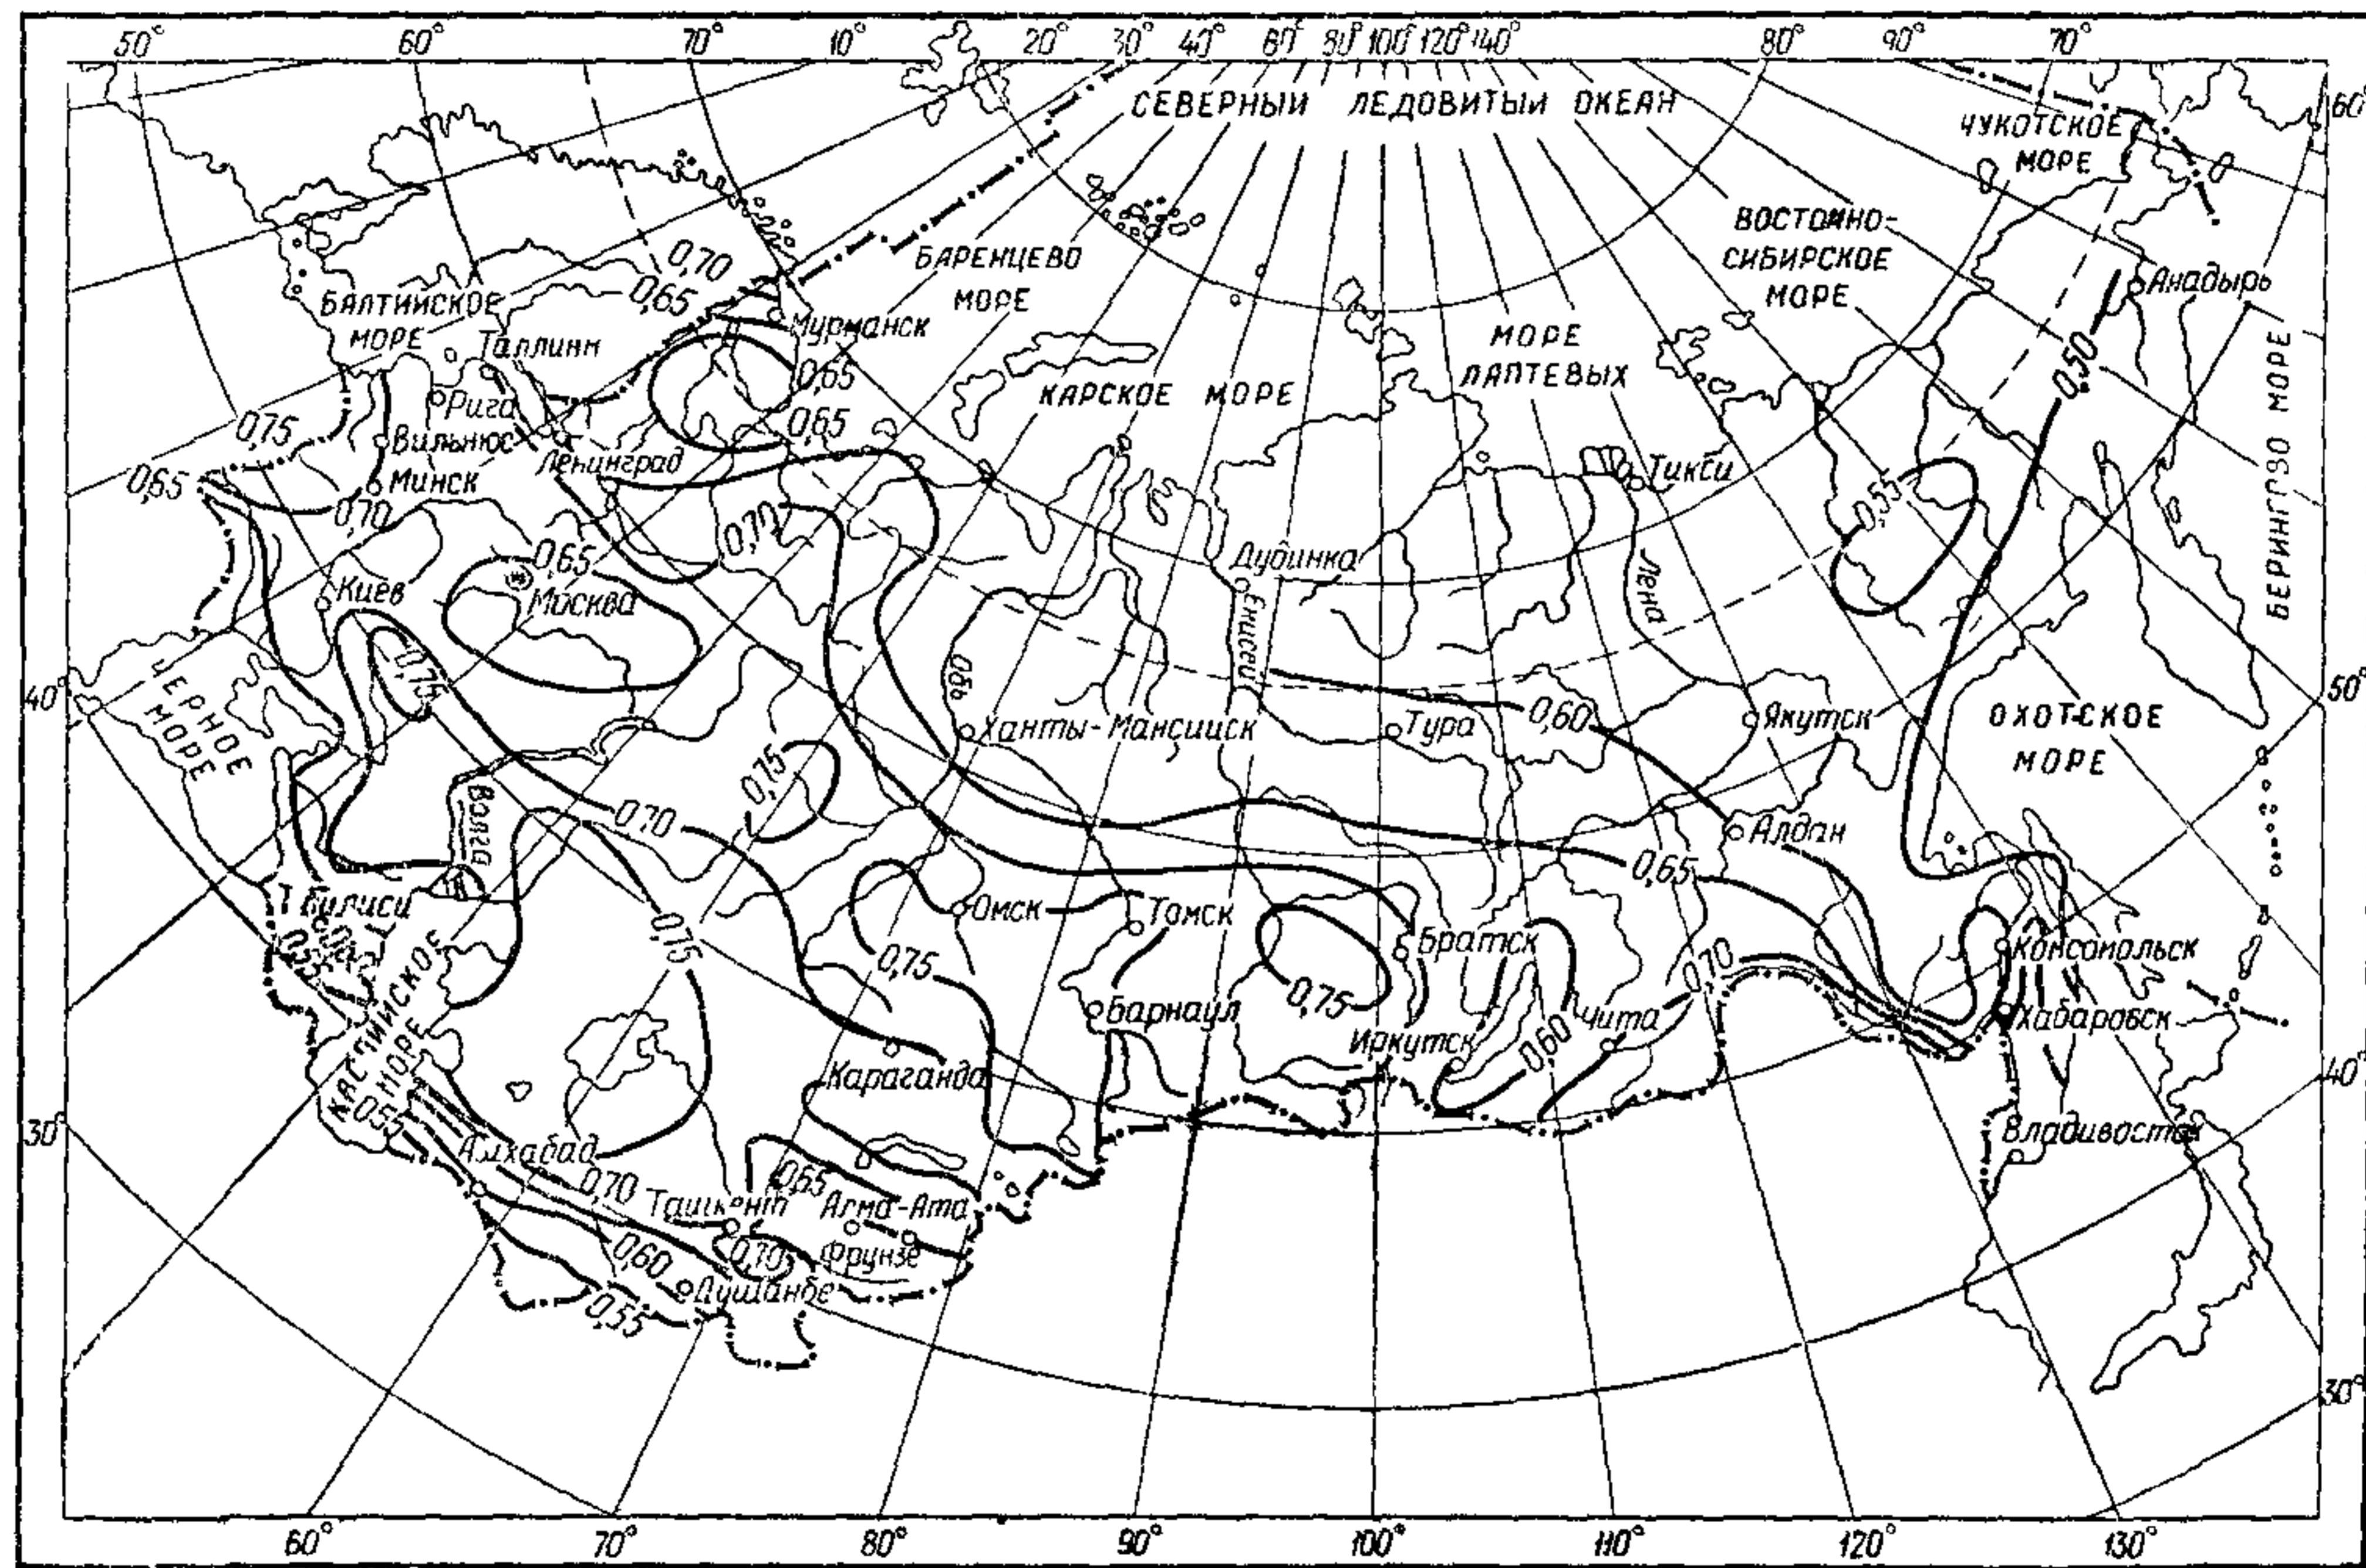 50° 60° 70° 10° 20° 30° 40° 60° 80° 100° 120° 140° 80° 90° 70°
60°
СЕВЕРНЫЙ ЛЕДОВИТЫЙ ОКЕАН
ЧУКОТСКОЕ
МОРЕ
ВОСТОЧНО-
СИБИРСКОЕ
МОРЕ
БАРЕНЦЕВО
МОРЕ
0,70
0,65
БАЛТИЙСКОЕ
МОРЕ
Анадырь
Мурманск
Таллинн
МОРЕ
ЛАПТЕВЫХ
БЕРИНГОВО МОРЕ
0,50
0,65
КАРСКОЕ МОРЕ
Рига
0,75
0,65
Вильнюс
Ленинград
0,65
Минск
Тикси
0,55
0,70
0,70
Дудинка
0,65
Киев
Москва
Енисей
Лена
0,75
40°
ЧЕРНОЕ
МОРЕ
Обь
50°
Ханты-Мансийск
Тура
0,60
Якутск
ОХОТСКОЕ
МОРЕ
0,75
Волга
0,70
Алдан
0,65
Тбилиси
0,55
0,75
Омск
Томск
Братск
Комсомольск
0,75
0,70
КАСПИЙСКОЕ
МОРЕ
0,75
Барнаул
Чита
Хабаровск
Иркутск
0,60
Караганда
40°
30°
0,55
Ашхабад
Владивосток
0,70
0,65
Ташкент
Алма-Ата
0,60
0,70
Фрунзе
Душанбе
0,55
30°
60° 70° 80° 90° 100° 110° 120° 130°